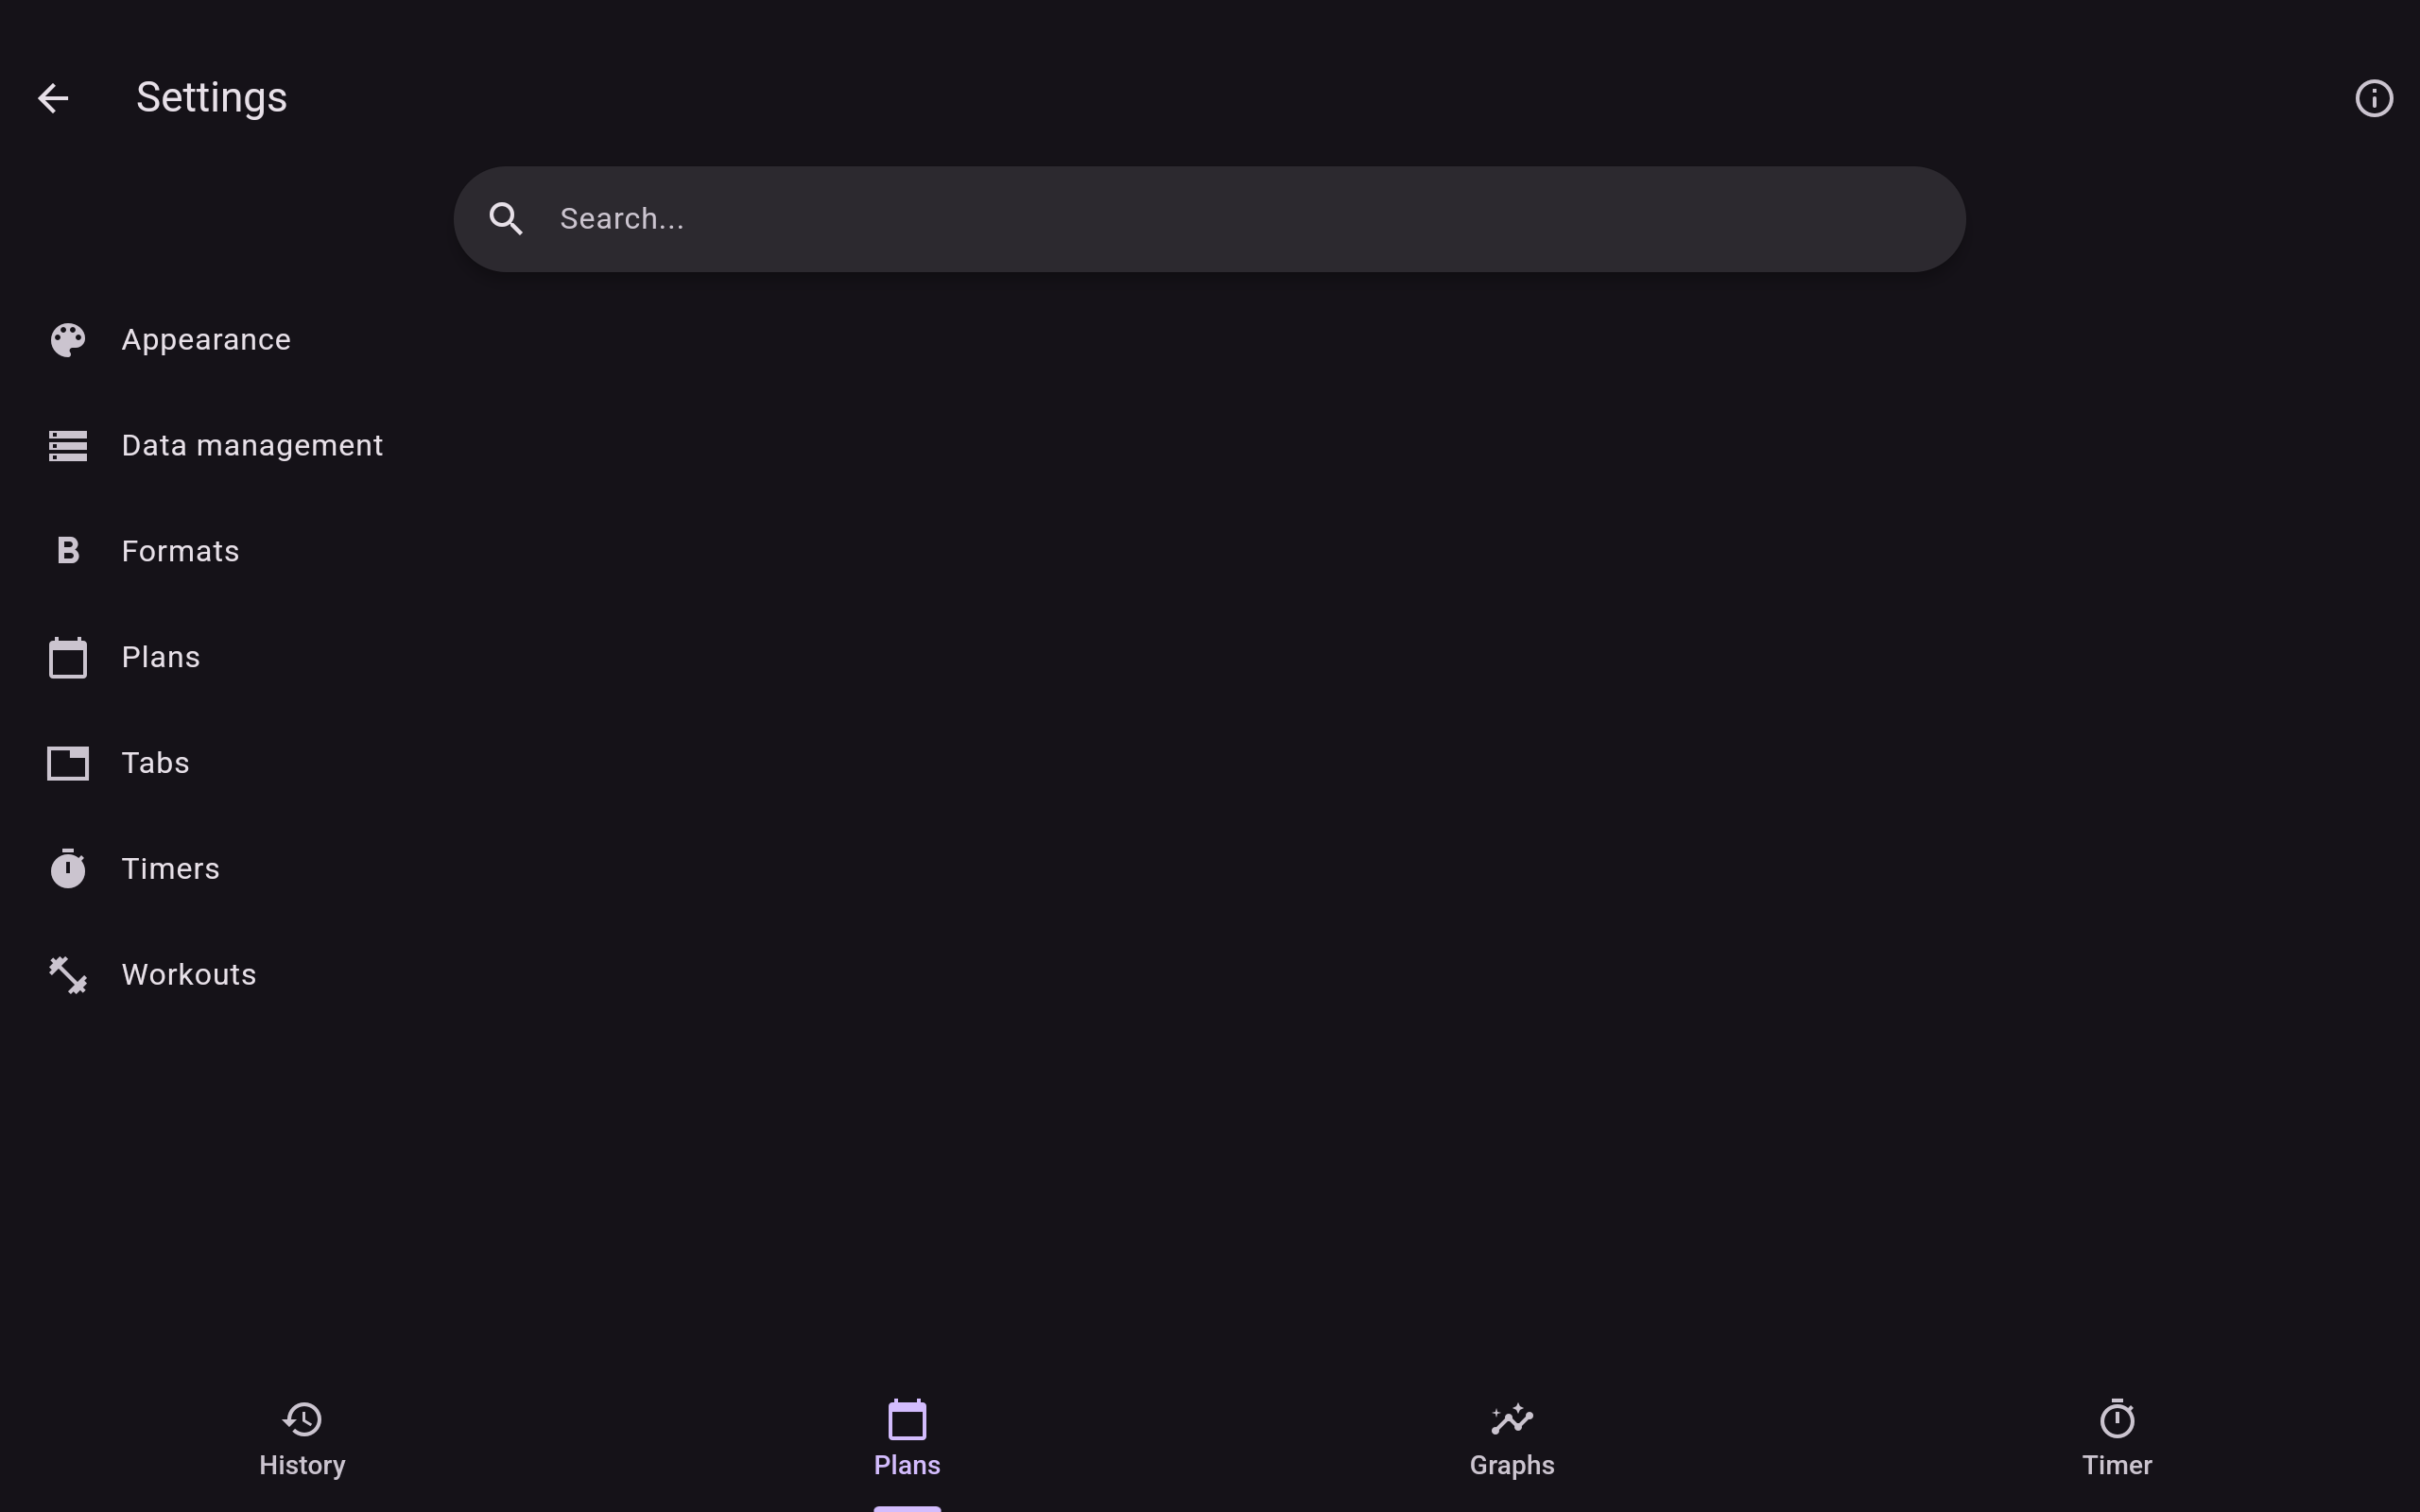 Settings
Search...
Appearance
Data management
Formats
Plans
Tabs
Timers
Workouts
History
Plans
Graphs
Timer